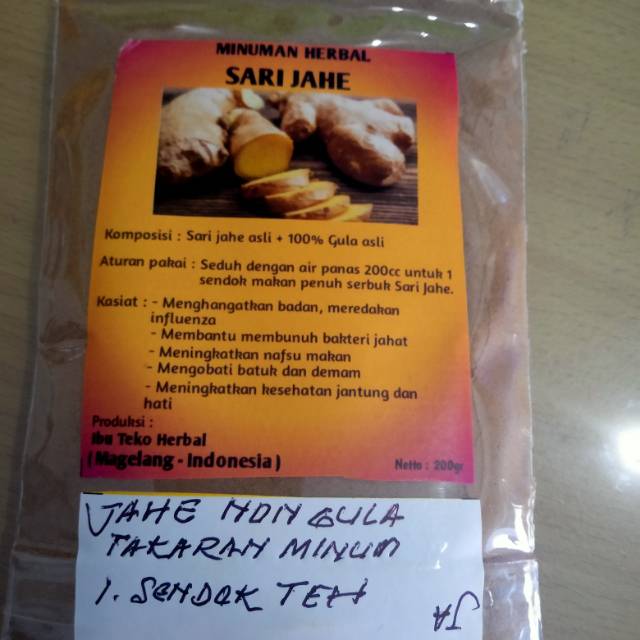 MINUMAN HERBAL
SARI JAHE
Komposisi : Sari jahe asli + 100% Gula asli
Aturan pakai : Seduh dengan air panas 200cc untuk 1
sendok makan penuh serbuk Sari Jahe.
Kasiat : - Menghangatkan badan, meredakan
influenza
- Membantu membunuh bakteri jahat
- Meningkatkan nafsu makan
- Mengobati batuk dan demam
- Meningkatkan kesehatan jantung dan
hati
Produksi :
Ibu Teko Herbal
(Magelang - Indonesia)
Netto : 200gr
JAHE NON GULA
TAKARAN MINUM
1. SENDOK TEH
JA